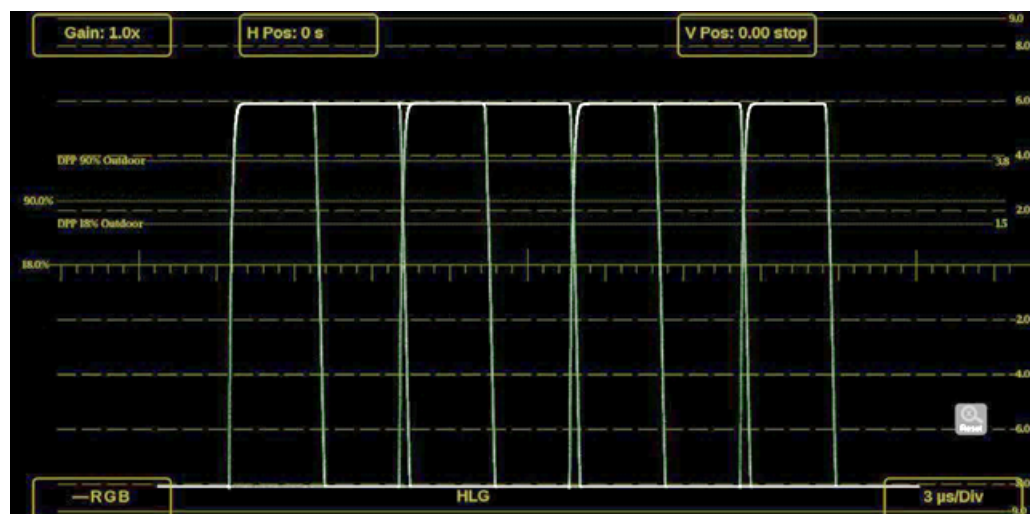 Gain: 1.0x
H Pos: 0 s
V Pos: 0.00 stop
9.0
8.0
6.0
DPP 90% Outdoor
4.0
3.8
90.0%
2.0
DPP 18% Outdoor
1.5
18.0%
-2.0
-4.0
-6.0
Reset
—RGB
HLG
3 µs/Div
-9.0